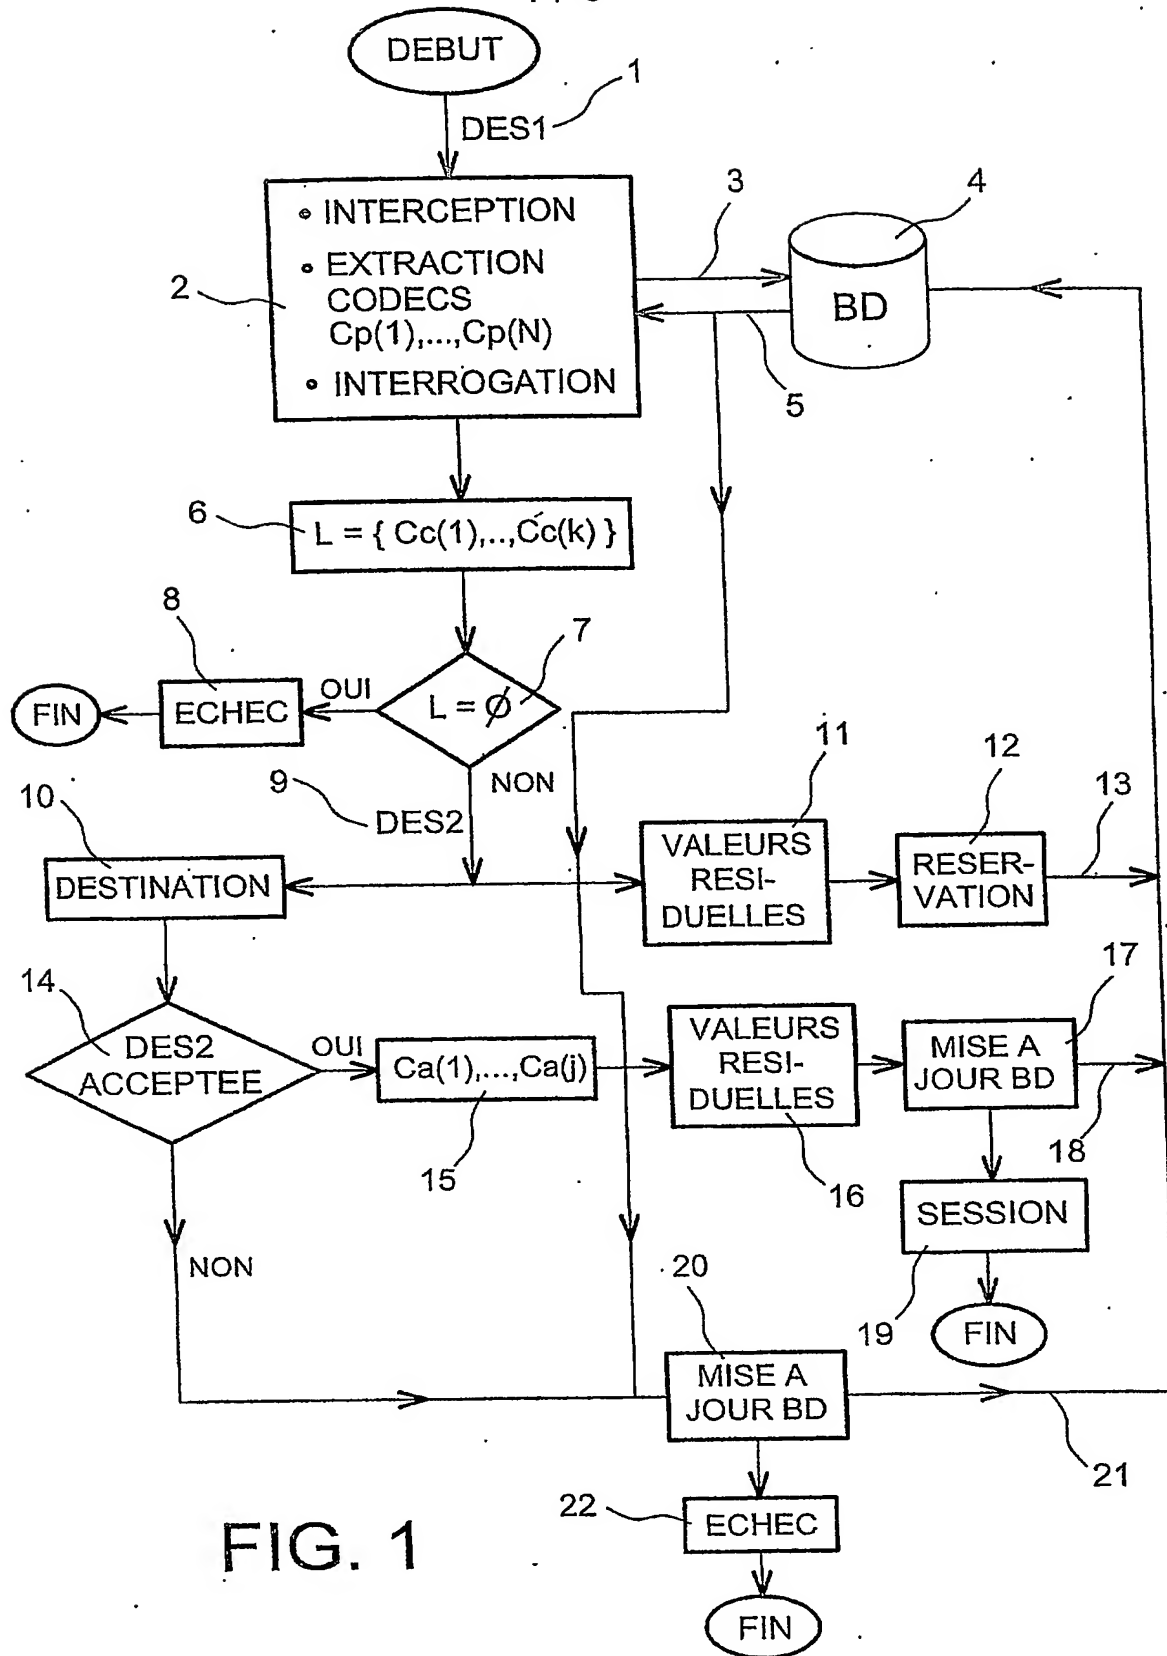 DEBUT
1
DES1
• INTERCEPTION
• EXTRACTION
CODECS
Cp(1),...,Cp(N)
• INTERROGATION
2
3
4
BD
5
6
L = { Cc(1),..,Cc(k) }
7
L = Ø
8
OUI
ECHEC
FIN
NON
9
DES2
10
DESTINATION
11
VALEURS
RESI-
DUELLES
12
RESER-
VATION
13
14
DES2
ACCEPTEE
OUI
Ca(1),...,Ca(j)
15
VALEURS
RESI-
DUELLES
16
17
MISE A
JOUR BD
18
SESSION
19
FIN
NON
20
MISE A
JOUR BD
21
22
ECHEC
FIN
FIG. 1